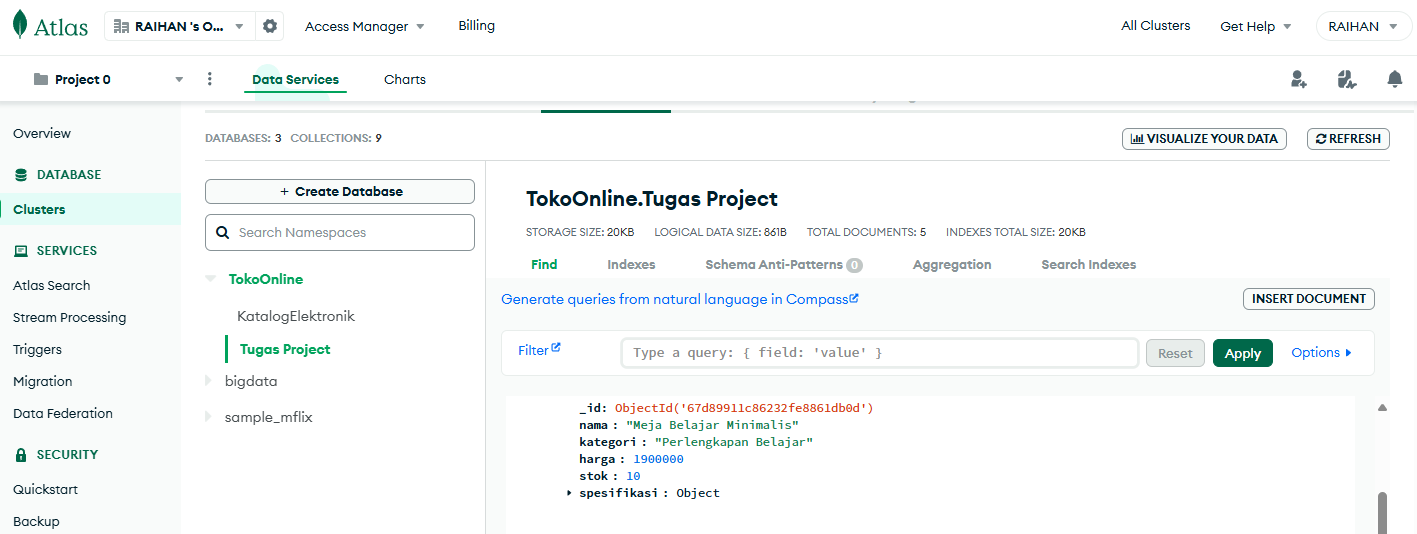 Atlas
RAIHAN 's O...
Access Manager
Billing
All Clusters
Get Help
RAIHAN
Project 0
Data Services
Charts
Overview
DATABASE
Clusters
SERVICES
Atlas Search
Stream Processing
Triggers
Migration
Data Federation
SECURITY
Quickstart
Backup
DATABASES: 3 COLLECTIONS: 9
VISUALIZE YOUR DATA
REFRESH
+ Create Database
Search Namespaces
TokoOnline
KatalogElektronik
Tugas Project
bigdata
sample_mflix
TokoOnline.Tugas Project
STORAGE SIZE: 20KB LOGICAL DATA SIZE: 861B TOTAL DOCUMENTS: 5 INDEXES TOTAL SIZE: 20KB
Find Indexes Schema Anti-Patterns 0 Aggregation Search Indexes
Generate queries from natural language in Compass
INSERT DOCUMENT
Filter
Type a query: { field: 'value' }
Reset
Apply
Options
_id: ObjectId('67d89911c86232fe8861db0d')
nama : "Meja Belajar Minimalis"
kategori : "Perlengkapan Belajar"
harga : 1900000
stok : 10
spesifikasi : Object